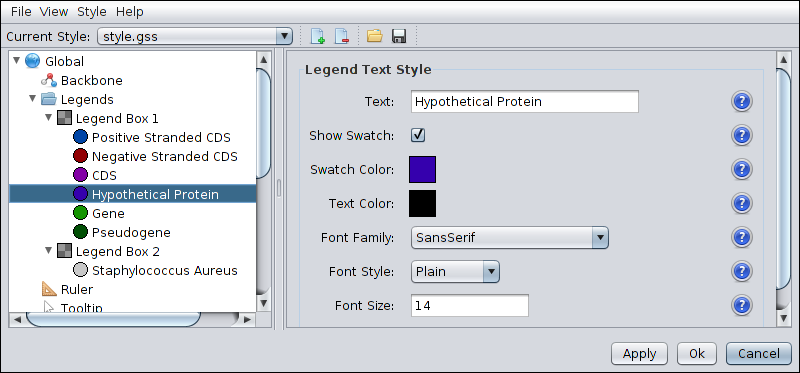 File View Style Help
Current Style: style.gss
Global
Backbone
Legends
Legend Box 1
Positive Stranded CDS
Negative Stranded CDS
CDS
Hypothetical Protein
Gene
Pseudogene
Legend Box 2
Staphylococcus Aureus
Ruler
Tooltip
Legend Text Style
Text: Hypothetical Protein ?
Show Swatch: ?
Swatch Color: ?
Text Color: ?
Font Family: SansSerif ?
Font Style: Plain ?
Font Size: 14 ?
Apply Ok Cancel